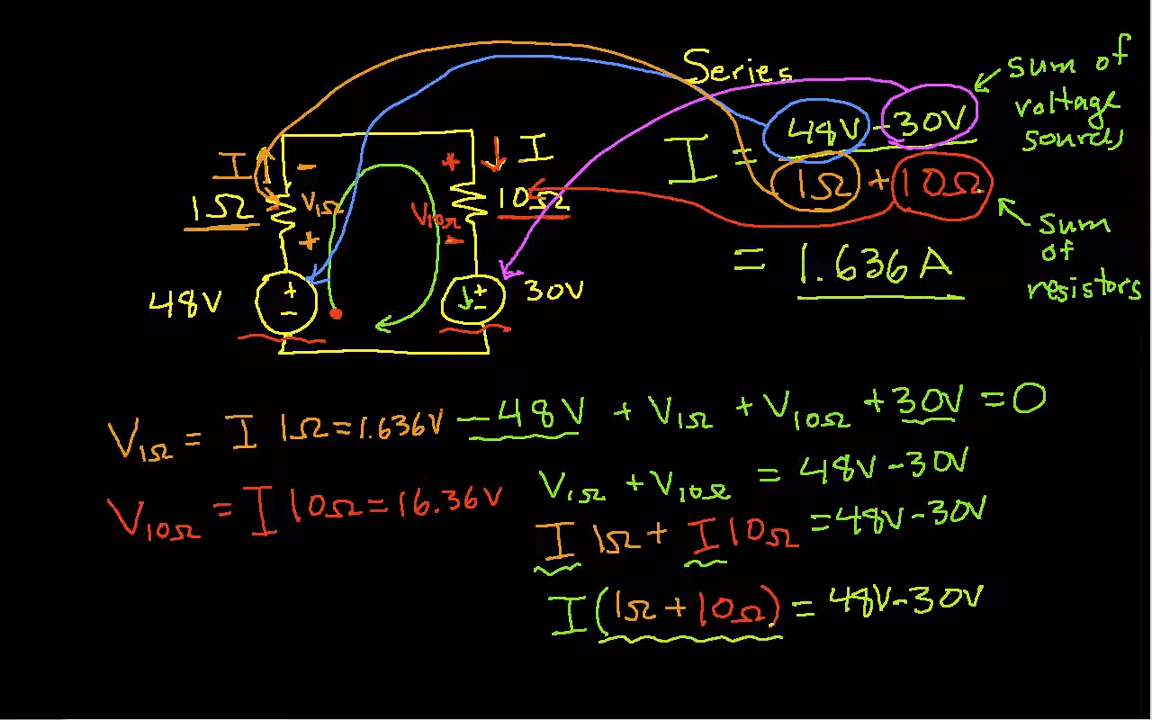 Series
sum of
voltage
sources
I = 48V - 30V
1Ω + 10Ω
= 1.636A
sum
of
resistors
I
I
1Ω
V1Ω
-
+
10Ω
V10Ω
+
-
48V
+
-
30V
+
-
V1Ω = I 1Ω = 1.636V
V10Ω = I 10Ω = 16.36V
-48V + V1Ω + V10Ω + 30V = 0
V1Ω + V10Ω = 48V - 30V
I 1Ω + I 10Ω = 48V - 30V
I (1Ω + 10Ω) = 48V - 30V